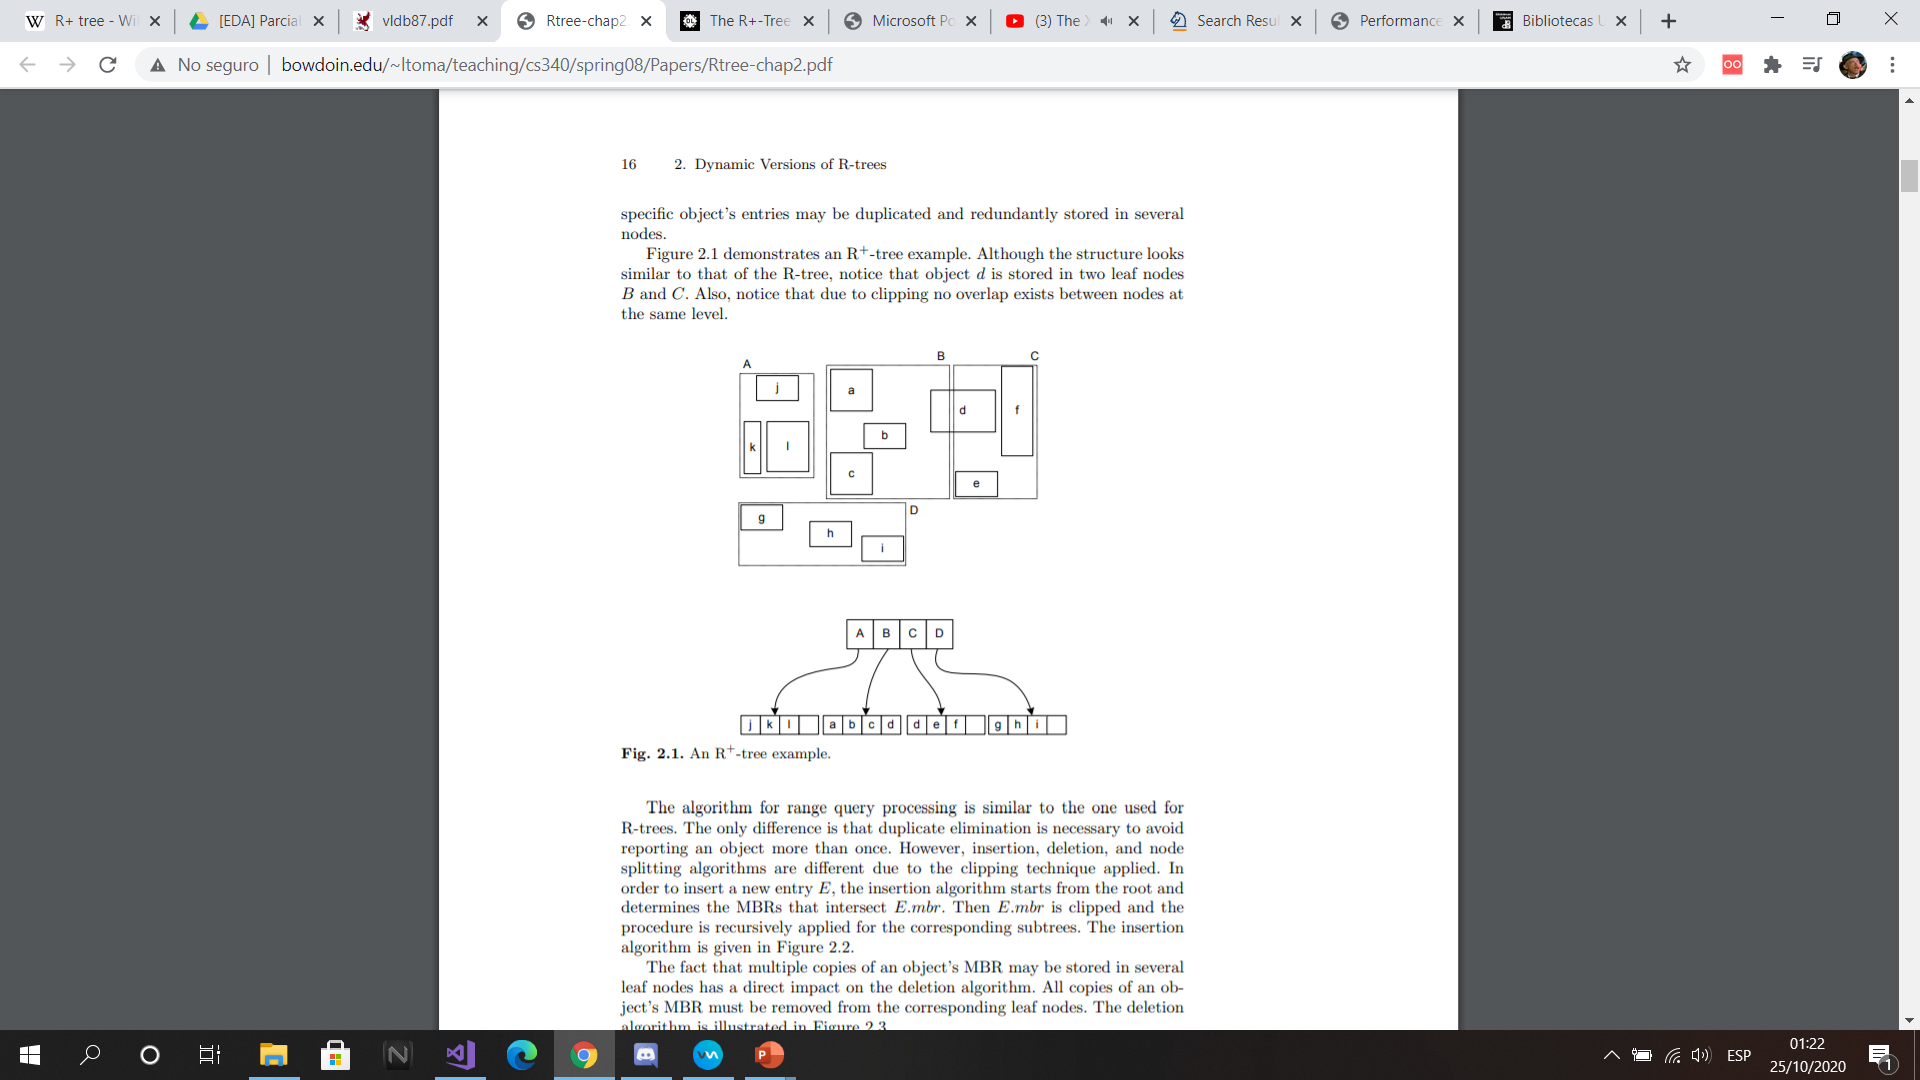 R+ tree - Wi
[EDA] Parcia
vldb87.pdf
Rtree-chap2
The R+-Tree
Microsoft Po
(3) The
Search Resu
Performance
Bibliotecas
No seguro | bowdoin.edu/~ltoma/teaching/cs340/spring08/Papers/Rtree-chap2.pdf
16 2. Dynamic Versions of R-trees
specific object's entries may be duplicated and redundantly stored in several
nodes.
Figure 2.1 demonstrates an R+-tree example. Although the structure looks
similar to that of the R-tree, notice that object d is stored in two leaf nodes
B and C. Also, notice that due to clipping no overlap exists between nodes at
the same level.
A
B
C
j
a
d
f
k
l
b
c
e
g
D
h
i
A B C D
j k l a b c d d e f g h i
Fig. 2.1. An R+-tree example.
The algorithm for range query processing is similar to the one used for
R-trees. The only difference is that duplicate elimination is necessary to avoid
reporting an object more than once. However, insertion, deletion, and node
splitting algorithms are different due to the clipping technique applied. In
order to insert a new entry E, the insertion algorithm starts from the root and
determines the MBRs that intersect E.mbr. Then E.mbr is clipped and the
procedure is recursively applied for the corresponding subtrees. The insertion
algorithm is given in Figure 2.2.
The fact that multiple copies of an object's MBR may be stored in several
leaf nodes has a direct impact on the deletion algorithm. All copies of an ob-
ject's MBR must be removed from the corresponding leaf nodes. The deletion
algorithm is illustrated in Figure 2.3
ESP
01:22
25/10/2020
1